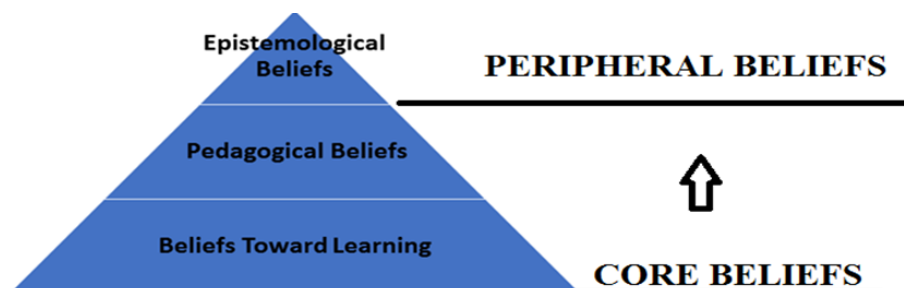 Epistemological
Beliefs
PERIPHERAL BELIEFS
Pedagogical Beliefs
Beliefs Toward Learning
CORE BELIEFS